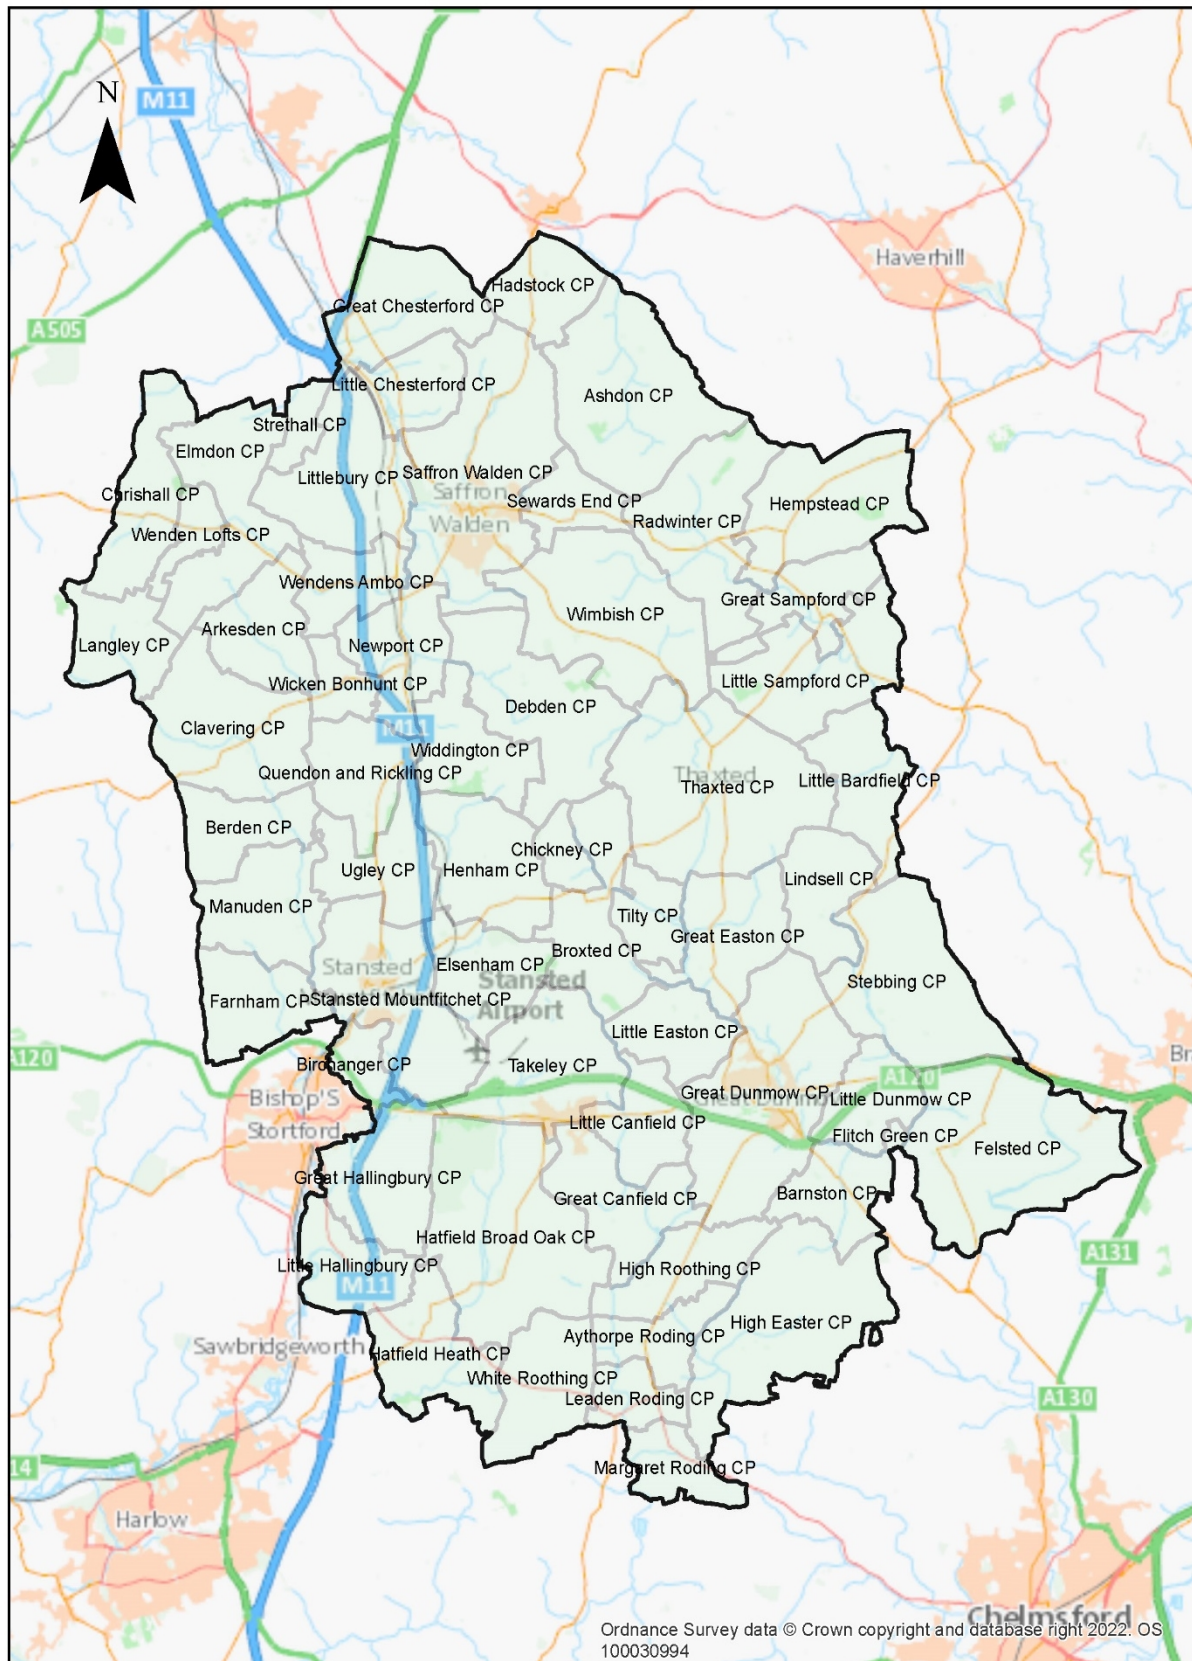 N
M11
Haverhill
A505
Hadstock CP
Great Chesterford CP
Little Chesterford CP
Ashdon CP
Strethall CP
Elmdon CP
Littlebury CP
Saffron Walden CP
Saffron
Walden
Chrishall CP
Sewards End CP
Radwinter CP
Hempstead CP
Wenden Lofts CP
Wendens Ambo CP
Great Sampford CP
Wimbish CP
Arkesden CP
Langley CP
Newport CP
Wicken Bonhunt CP
Little Sampford CP
Debden CP
Clavering CP
M11
Widdington CP
Quendon and Rickling CP
Thaxted
Thaxted CP
Little Bardfield CP
Berden CP
Chickney CP
Ugley CP
Henham CP
Lindsell CP
Manuden CP
Tilty CP
Great Easton CP
Broxted CP
Stansted
Elsenham CP
Stansted
Airport
Stebbing CP
Farnham CP
Stansted Mountfitchet CP
Little Easton CP
A120
Birchanger CP
Takeley CP
A120
Great Dunmow CP
Little Dunmow CP
Bishop'S
Stortford
Little Canfield CP
Flitch Green CP
Felsted CP
Great Hallingbury CP
Great Canfield CP
Barnston CP
Hatfield Broad Oak CP
A131
Little Hallingbury CP
M11
High Roothing CP
High Easter CP
Aythorpe Roding CP
Sawbridgeworth
Hatfield Heath CP
White Roothing CP
Leaden Roding CP
A130
14
Margaret Roding CP
Harlow
Chelmsford
Ordnance Survey data © Crown copyright and database right 2022. OS
100030994